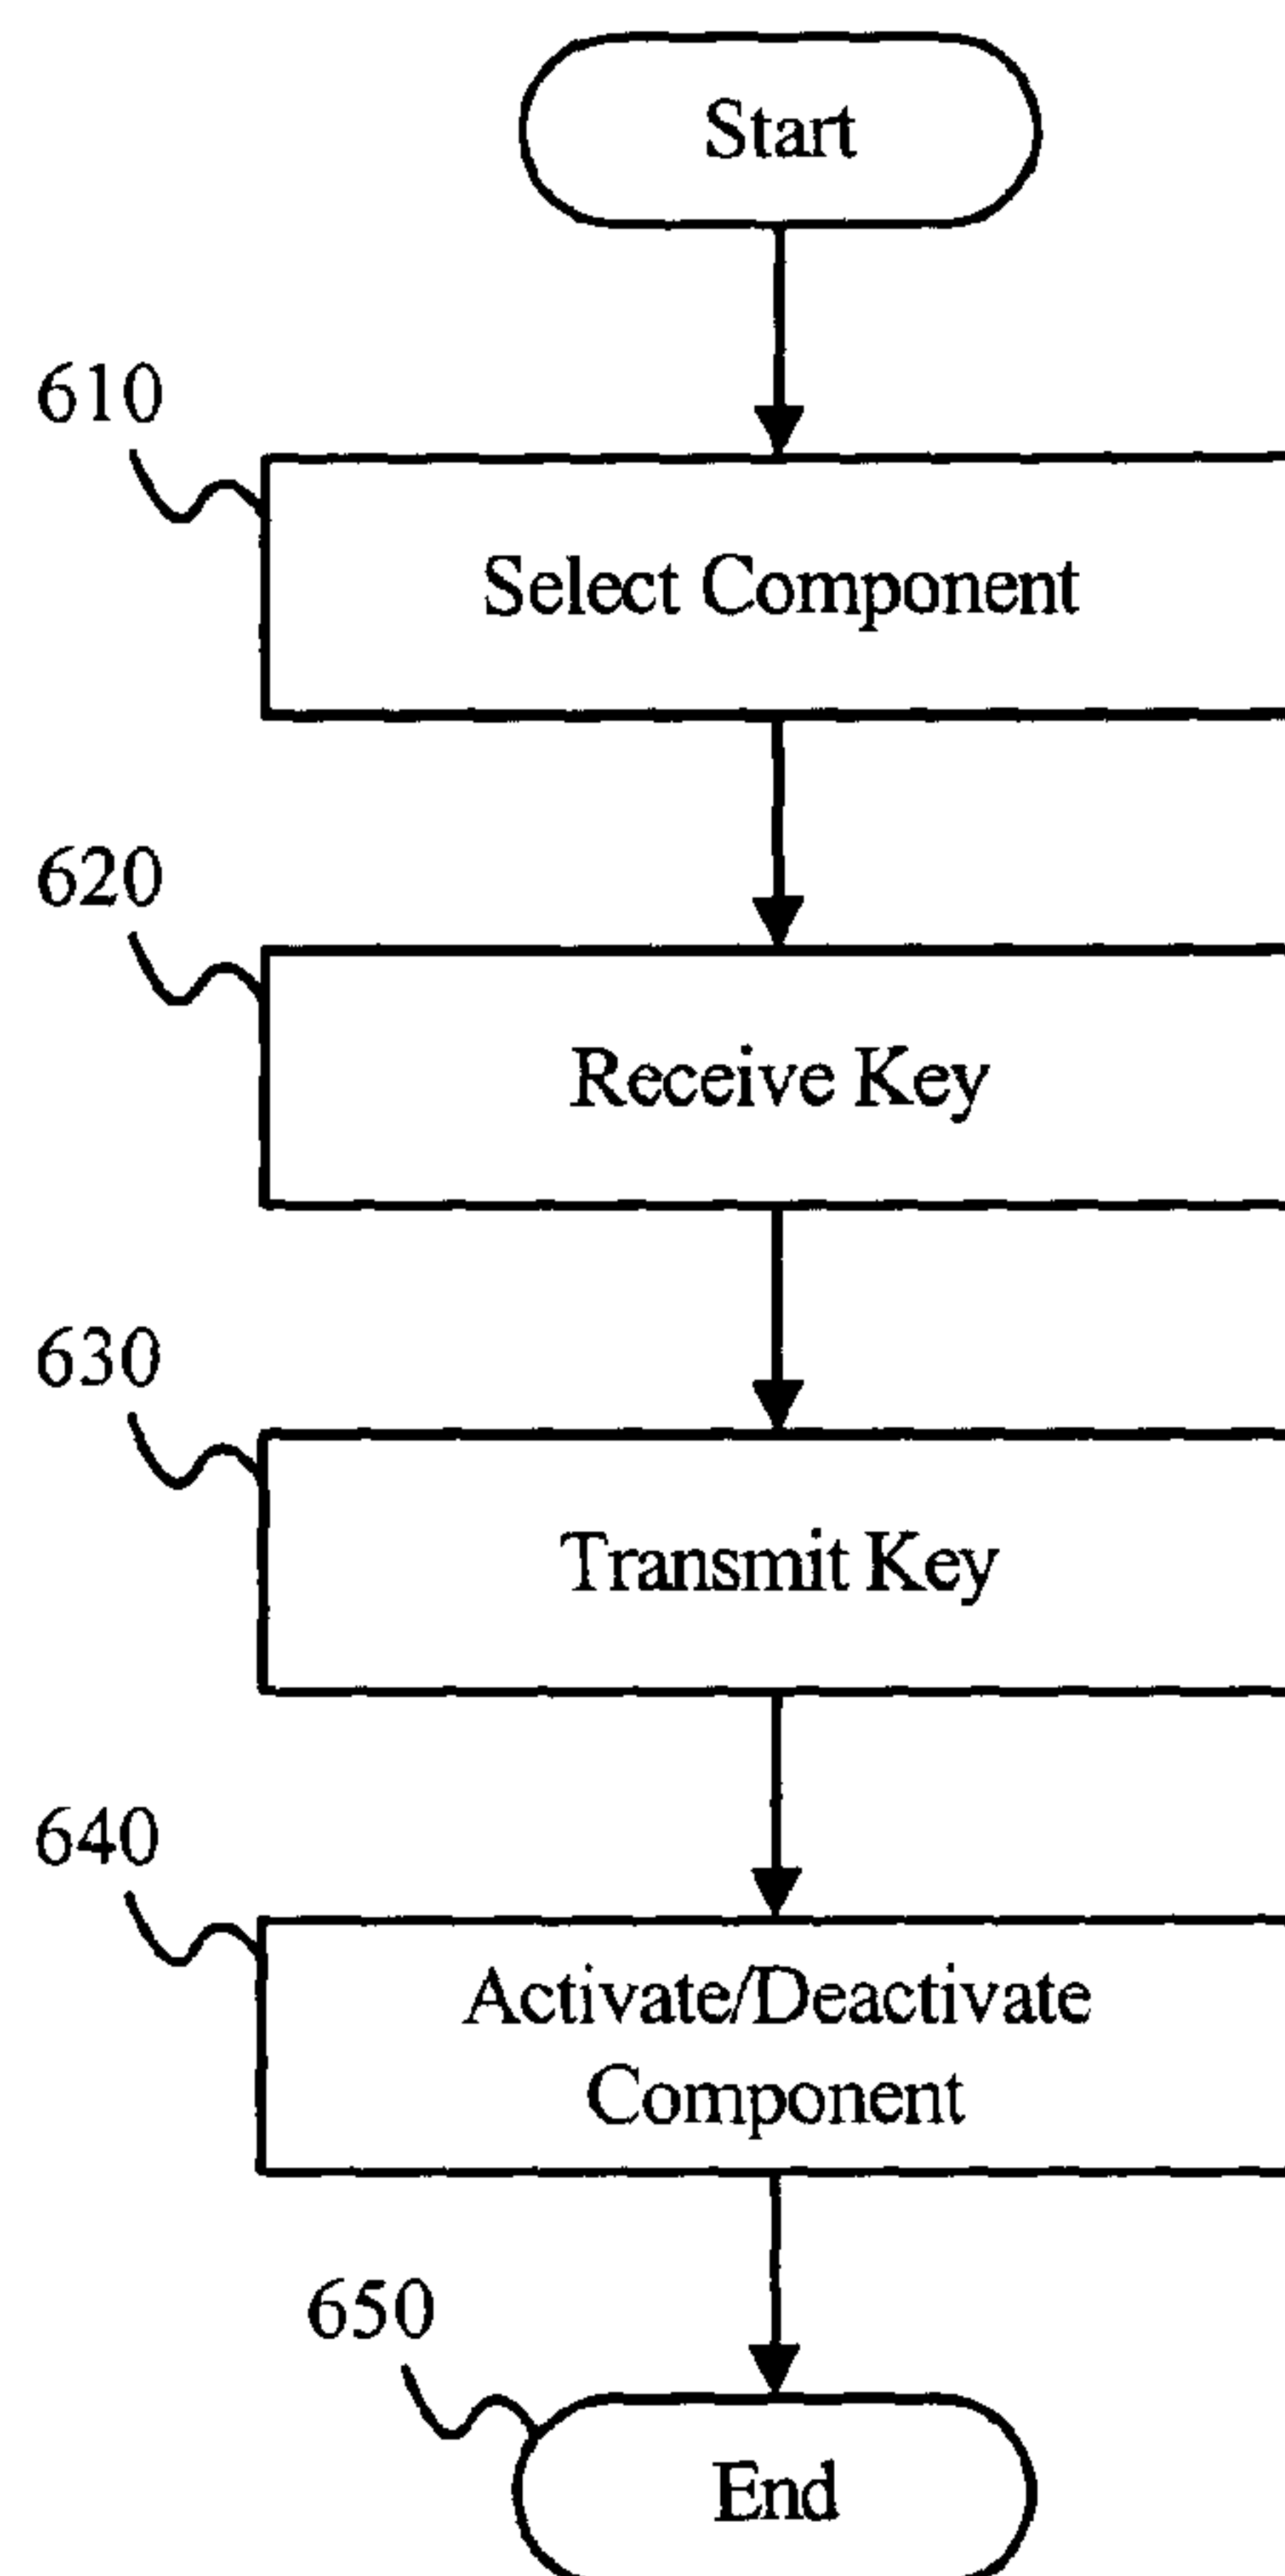 Start
610
Select Component
620
Receive Key
630
Transmit Key
640
Activate/Deactivate
Component
650
End